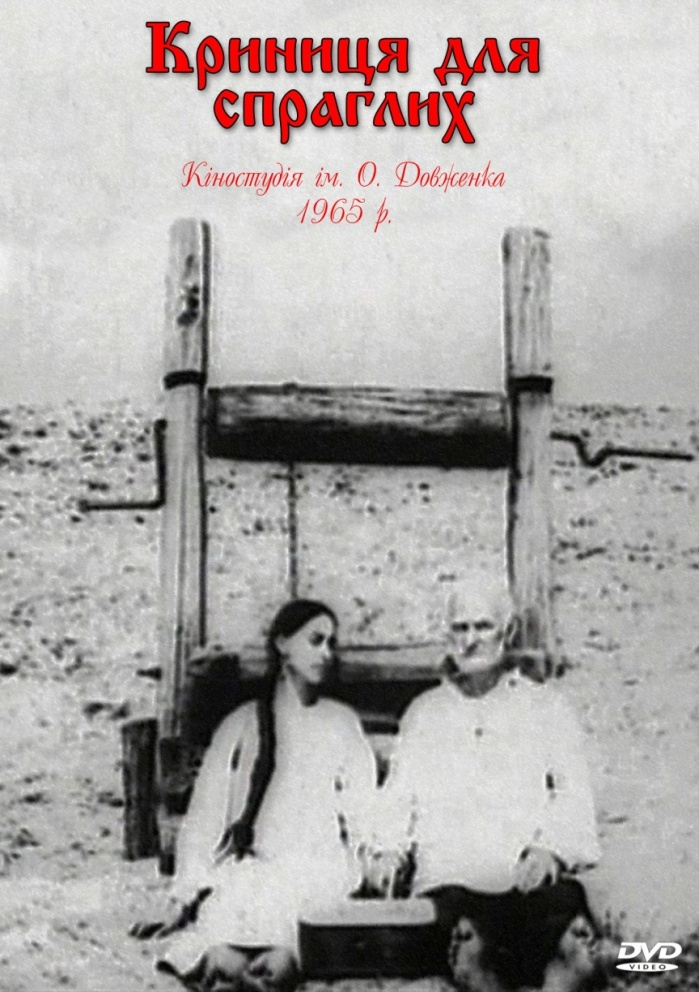 Криниця для
спраглих
Кіностудія ім. О. Довженка
1965 р.
DVD
VIDEO